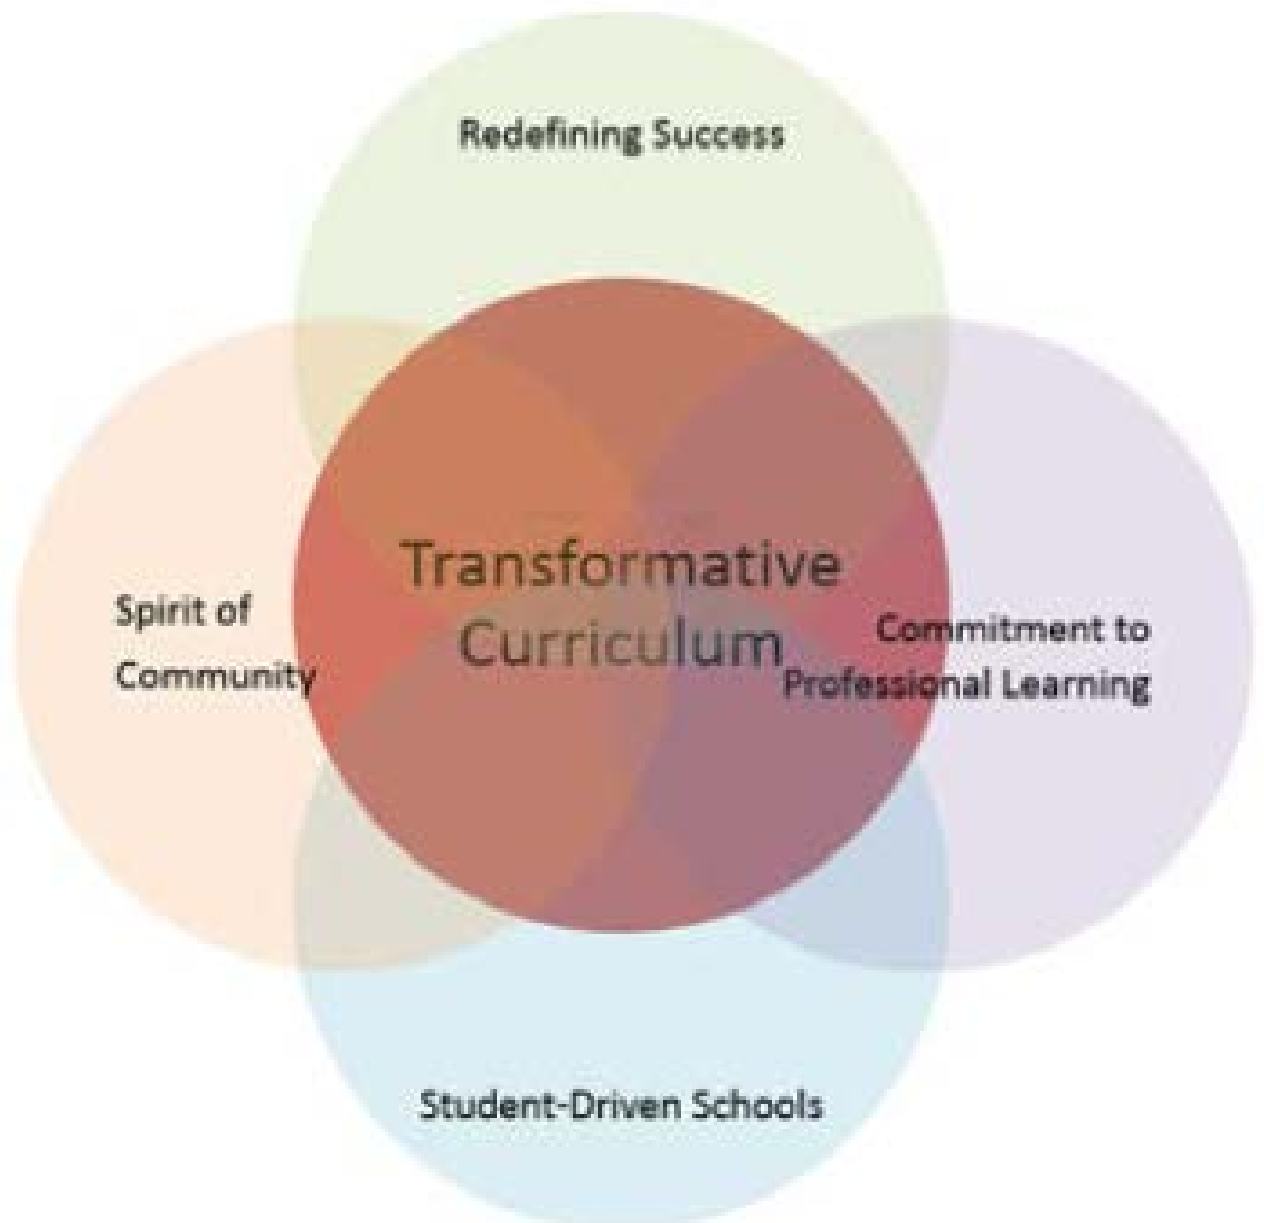 Redefining Success
Transformative
Curriculum
Spirit of
Community
Commitment to
Professional Learning
Student-Driven Schools